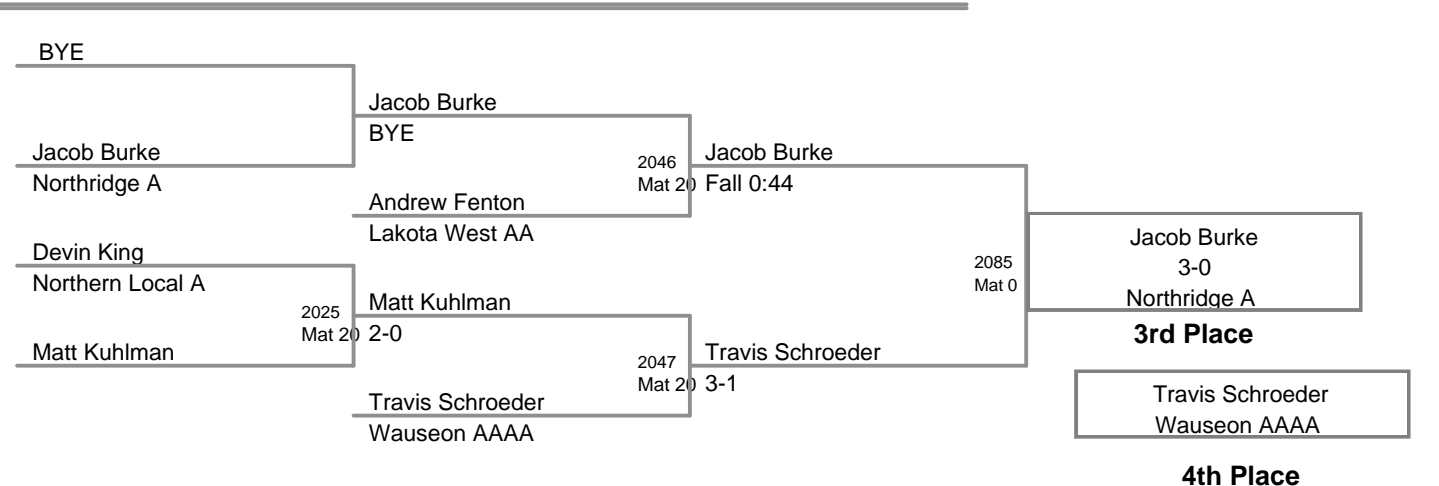 BYE
Jacob Burke
BYE
Jacob Burke
Northridge A
2046
Mat 20
Jacob Burke
Fall 0:44
Andrew Fenton
Lakota West AA
Devin King
Northern Local A
2085
Mat 0
Jacob Burke
3-0
Northridge A
3rd Place
2025
Mat 20
Matt Kuhlman
2-0
Matt Kuhlman
2047
Mat 20
Travis Schroeder
3-1
Travis Schroeder
Wauseon AAAA
Travis Schroeder
Wauseon AAAA
4th Place